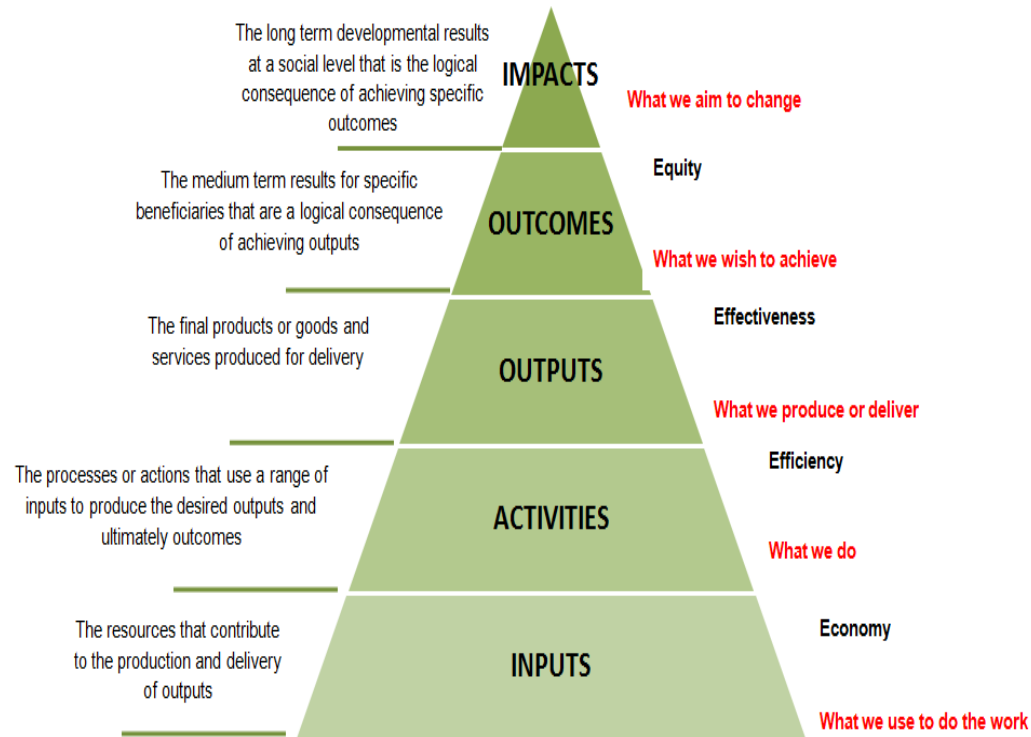 The long term developmental results
at a social level that is the logical
consequence of achieving specific
outcomes
IMPACTS
What we aim to change
The medium term results for specific
beneficiaries that are a logical consequence
of achieving outputs
OUTCOMES
Equity
What we wish to achieve
The final products or goods and
services produced for delivery
OUTPUTS
Effectiveness
What we produce or deliver
The processes or actions that use a range of
inputs to produce the desired outputs and
ultimately outcomes
ACTIVITIES
Efficiency
What we do
The resources that contribute
to the production and delivery
of outputs
INPUTS
Economy
What we use to do the work